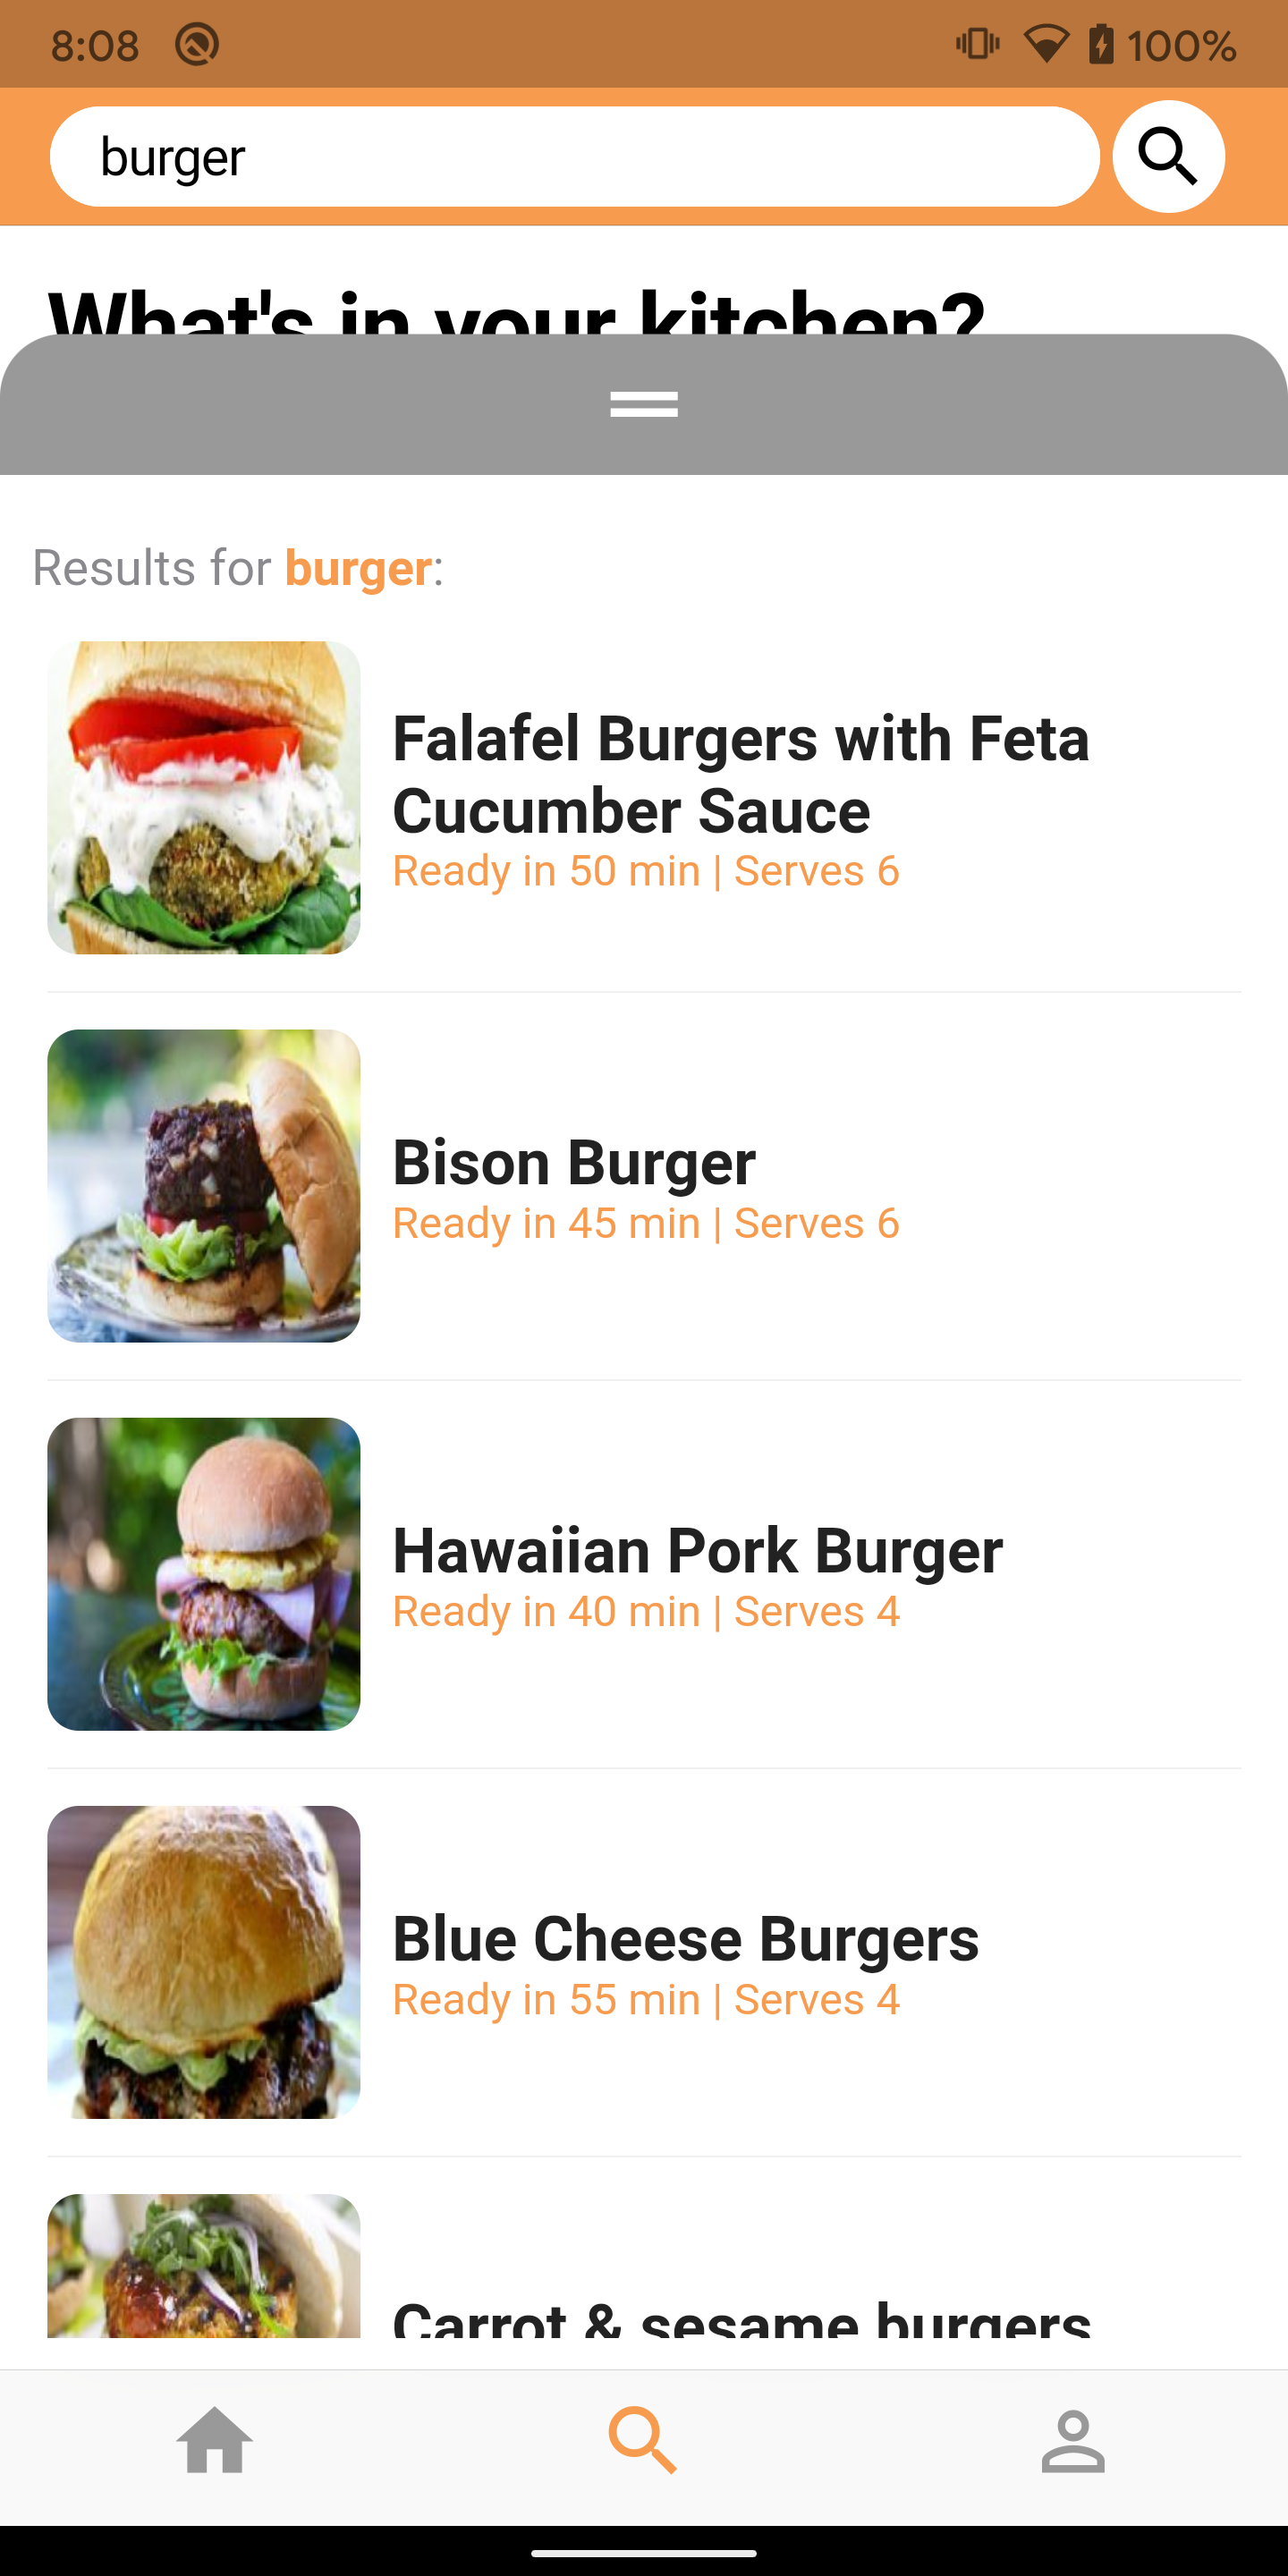 8:08
100%
burger
What's in your kitchen?
Results for burger:
Falafel Burgers with Feta
Cucumber Sauce
Ready in 50 min | Serves 6
Bison Burger
Ready in 45 min | Serves 6
Hawaiian Pork Burger
Ready in 40 min | Serves 4
Blue Cheese Burgers
Ready in 55 min | Serves 4
Carrot & sesame burgers